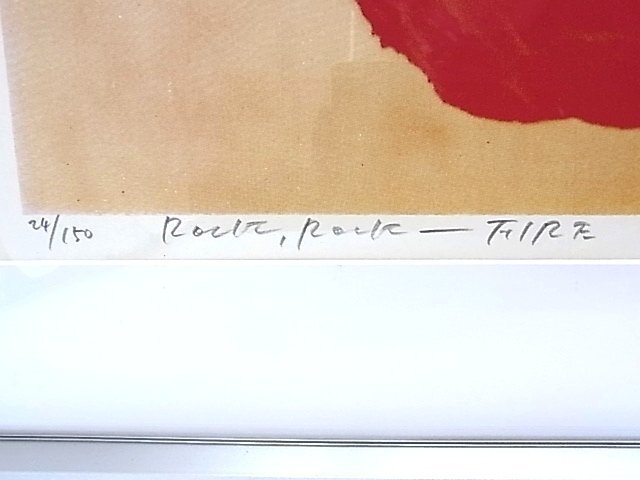 24/150 Rock, Rock — FIRE